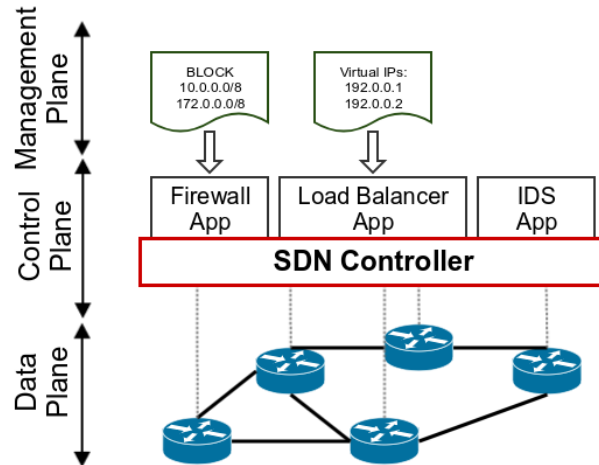 Management
Plane
BLOCK
10.0.0.0/8
172.0.0.0/8
Virtual IPs:
192.0.0.1
192.0.0.2
Control
Plane
Firewall
App
Load Balancer
App
IDS
App
SDN Controller
Data
Plane